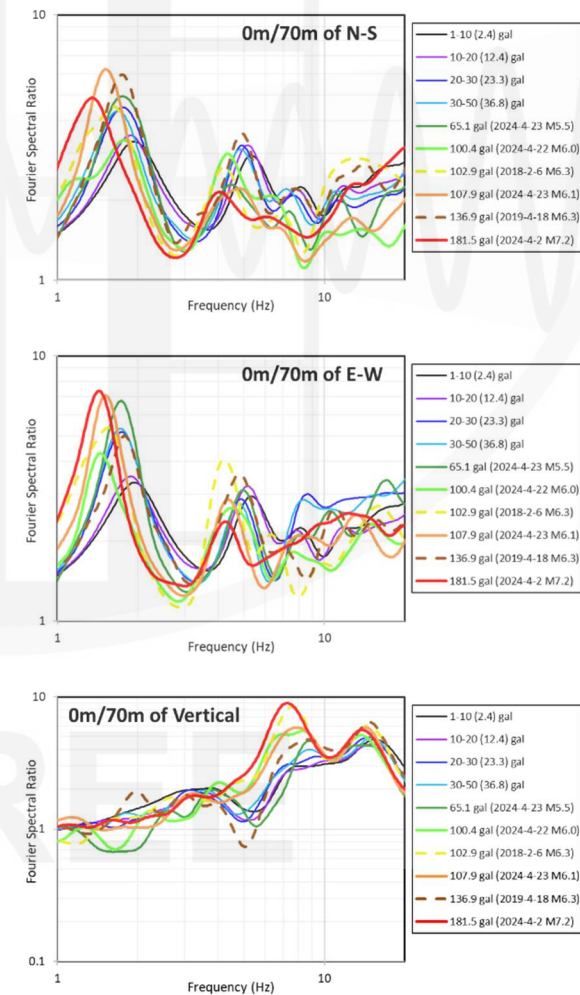 0m/70m of N-S
10
Fourier Spectral Ratio
1
1
10
Frequency (Hz)
1-10 (2.4) gal
10-20 (12.4) gal
20-30 (23.3) gal
30-50 (36.8) gal
65.1 gal (2024-4-23 M5.5)
100.4 gal (2024-4-22 M6.0)
102.9 gal (2018-2-6 M6.3)
107.9 gal (2024-4-23 M6.1)
136.9 gal (2019-4-18 M6.3)
181.5 gal (2024-4-2 M7.2)
0m/70m of E-W
10
Fourier Spectral Ratio
1
1
10
Frequency (Hz)
1-10 (2.4) gal
10-20 (12.4) gal
20-30 (23.3) gal
30-50 (36.8) gal
65.1 gal (2024-4-23 M5.5)
100.4 gal (2024-4-22 M6.0)
102.9 gal (2018-2-6 M6.3)
107.9 gal (2024-4-23 M6.1)
136.9 gal (2019-4-18 M6.3)
181.5 gal (2024-4-2 M7.2)
0m/70m of Vertical
10
Fourier Spectral Ratio
1
0.1
1
10
Frequency (Hz)
1-10 (2.4) gal
10-20 (12.4) gal
20-30 (23.3) gal
30-50 (36.8) gal
65.1 gal (2024-4-23 M5.5)
100.4 gal (2024-4-22 M6.0)
102.9 gal (2018-2-6 M6.3)
107.9 gal (2024-4-23 M6.1)
136.9 gal (2019-4-18 M6.3)
181.5 gal (2024-4-2 M7.2)